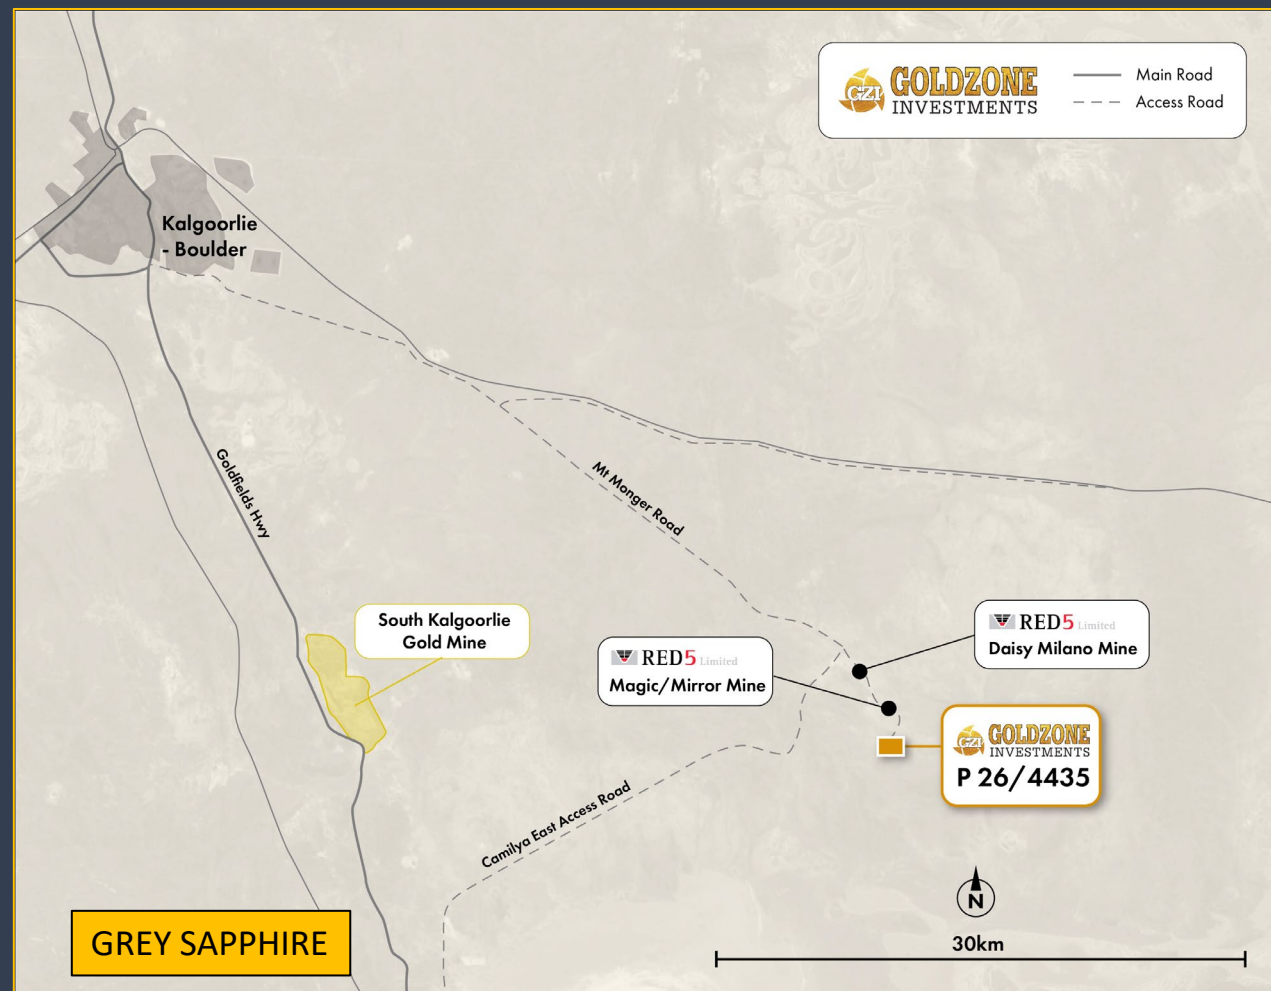 GZI GOLDZONE
INVESTMENTS
Main Road
Access Road
Kalgoorlie
- Boulder
Goldfields Hwy
Mt Monger Road
South Kalgoorlie
Gold Mine
RED5 Limited
Daisy Milano Mine
RED5 Limited
Magic/Mirror Mine
GZI GOLDZONE
INVESTMENTS
P 26/4435
Camilya East Access Road
N
30km
GREY SAPPHIRE